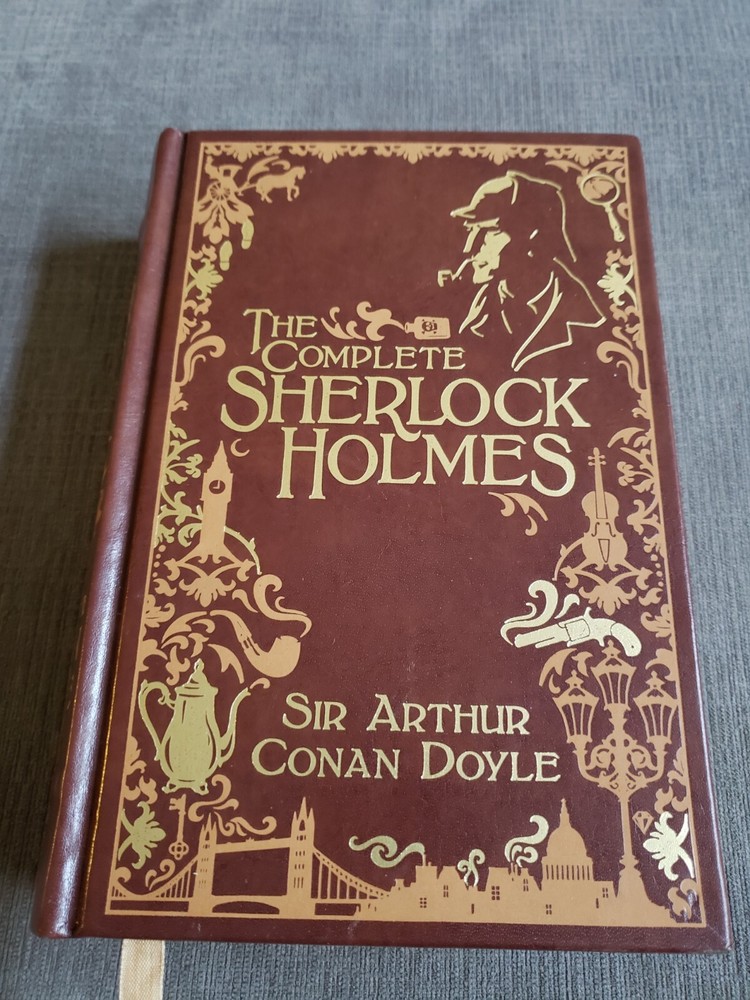 THE
COMPLETE
SHERLOCK
HOLMES
SIR ARTHUR
CONAN DOYLE